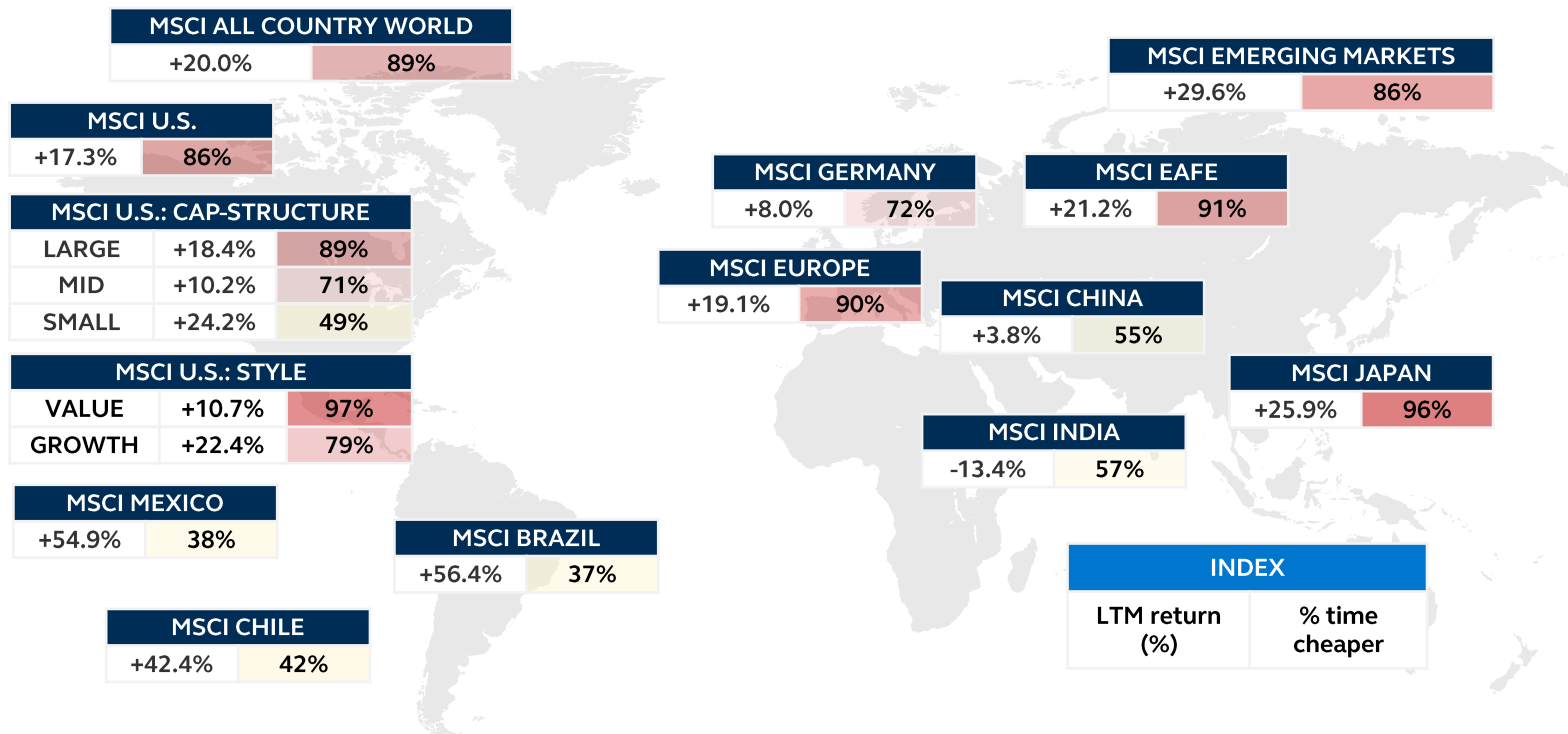 MSCI ALL COUNTRY WORLD
+20.0% 89%
MSCI EMERGING MARKETS
+29.6% 86%
MSCI U.S.
+17.3% 86%
MSCI GERMANY
+8.0% 72%
MSCI EAFE
+21.2% 91%
MSCI U.S.: CAP-STRUCTURE
LARGE +18.4% 89%
MID +10.2% 71%
SMALL +24.2% 49%
MSCI EUROPE
+19.1% 90%
MSCI CHINA
+3.8% 55%
MSCI U.S.: STYLE
VALUE +10.7% 97%
GROWTH +22.4% 79%
MSCI JAPAN
+25.9% 96%
MSCI INDIA
-13.4% 57%
MSCI MEXICO
+54.9% 38%
MSCI BRAZIL
+56.4% 37%
MSCI CHILE
+42.4% 42%
INDEX
LTM return % time
(%) cheaper